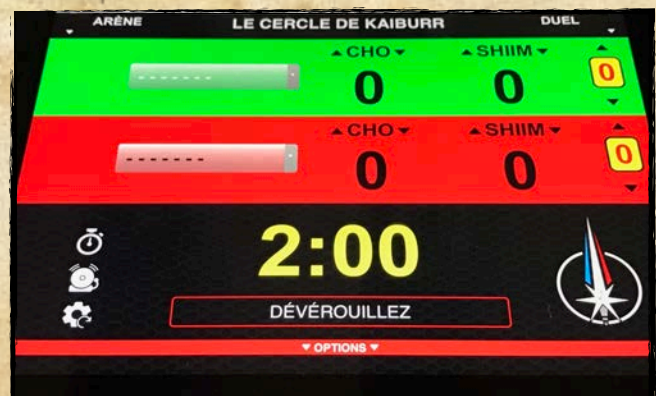 ARÈNE LE CERCLE DE KAIBURR DUEL
CHO SHIIM
0 0 0
CHO SHIIM
0 0 0
2:00
DÉVÉROUILLEZ
OPTIONS